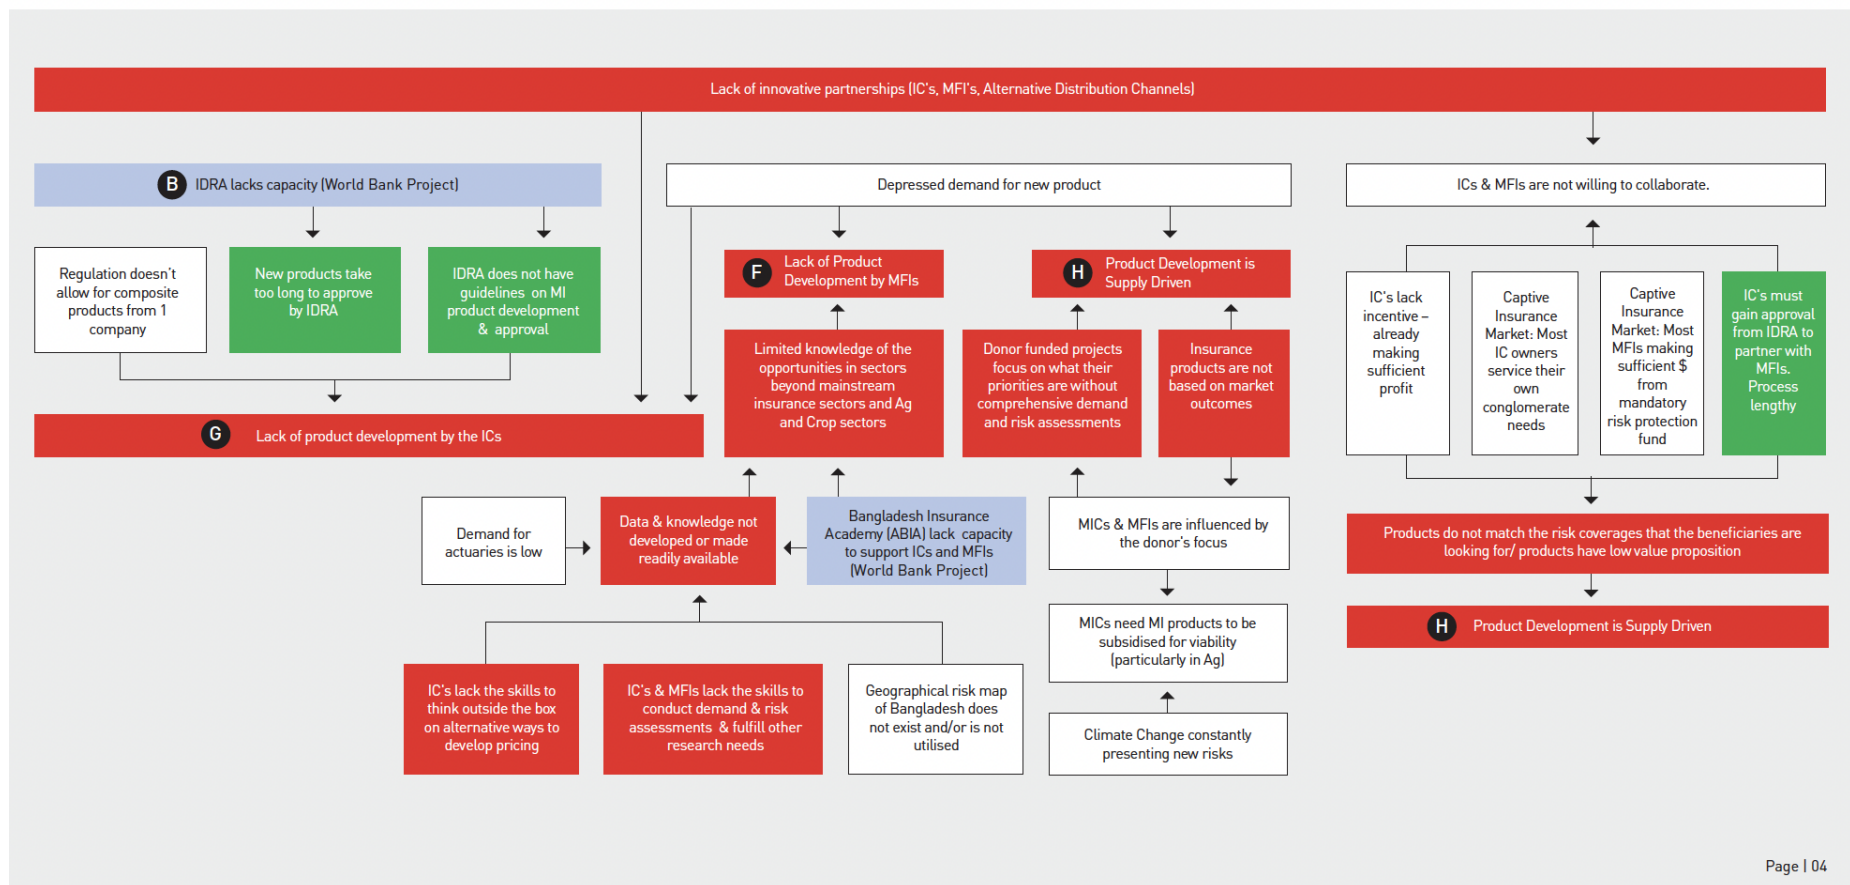 Lack of innovative partnerships (IC's, MFI's, Alternative Distribution Channels)
B IDRA lacks capacity (World Bank Project)
Depressed demand for new product
ICs & MFIs are not willing to collaborate.
Regulation doesn't
allow for composite
products from 1
company
New products take
too long to approve
by IDRA
IDRA does not have
guidelines on MI
product development
& approval
F
Lack of Product
Development by MFIs
H
Product Development is
Supply Driven
IC's lack
incentive –
already
making
sufficient
profit
Captive
Insurance
Market: Most
IC owners
service their
own
conglomerate
needs
Captive
Insurance
Market: Most
MFIs making
sufficient $
from
mandatory
risk protection
fund
IC's must
gain approval
from IDRA to
partner with
MFIs.
Process
lengthy
Limited knowledge of the
opportunities in sectors
beyond mainstream
insurance sectors and Ag
and Crop sectors
Donor funded projects
focus on what their
priorities are without
comprehensive demand
and risk assessments
Insurance
products are not
based on market
outcomes
G Lack of product development by the ICs
Demand for
actuaries is low
Data & knowledge not
developed or made
readily available
Bangladesh Insurance
Academy (ABIA) lack capacity
to support ICs and MFIs
(World Bank Project)
MICs & MFIs are influenced by
the donor's focus
Products do not match the risk coverages that the beneficiaries are
looking for/ products have low value proposition
MICs need MI products to be
subsidised for viability
(particularly in Ag)
H Product Development is Supply Driven
IC's lack the skills to
think outside the box
on alternative ways to
develop pricing
IC's & MFIs lack the skills to
conduct demand & risk
assessments & fulfill other
research needs
Geographical risk map
of Bangladesh does
not exist and/or is not
utilised
Climate Change constantly
presenting new risks
Page | 04